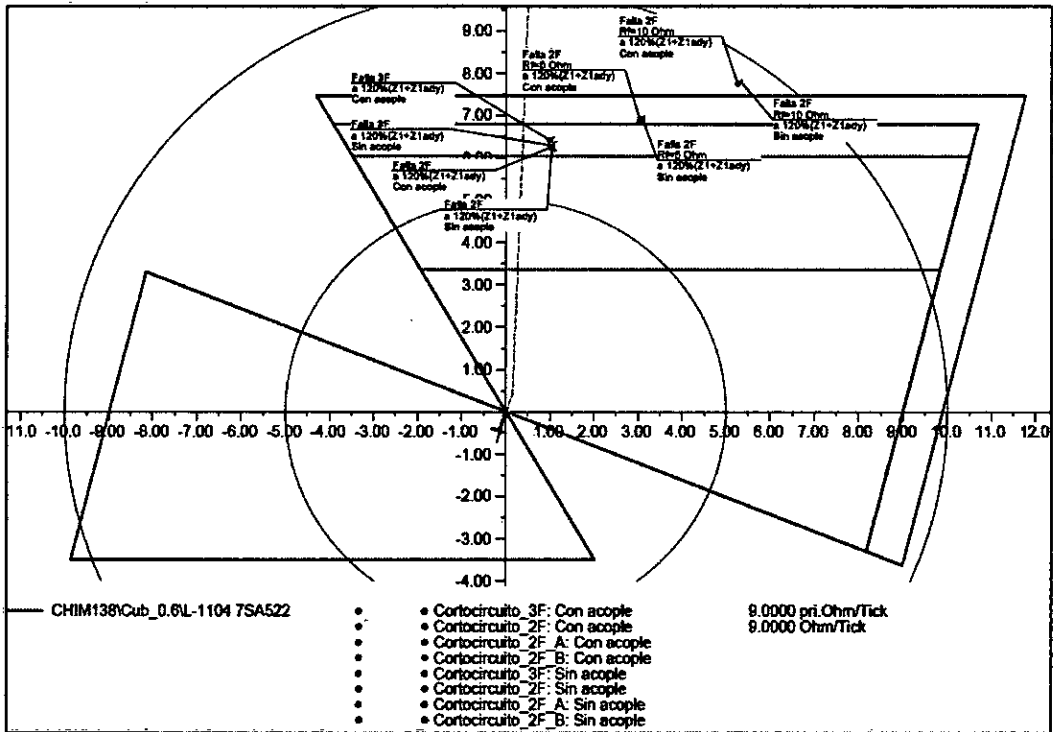 9.00
8.00
7.00
6.00
4.00
3.00
2.00
1.00
-1.00
-2.00
-3.00
-4.00
Falla 2F
Rf=10 Ohm
a 120%(Z1+Z1ady)
Con acople
Falla 2F
a 120%(Z1+Z1ady)
Con acople
Falla 3F
a 120%(Z1+Z1ady)
Con acople
Falla 2F
Rf=10 Ohm
a 120%(Z1+Z1ady)
Sin acople
a 120%(Z1+Z1ady)
Sin acople
Falla 2F
a 120%(Z1+Z1ady)
Sin acople
Falla 2F
a 120%(Z1+Z1ady)
Con acople
Falla 2F
a 120%(Z1+Z1ady)
Sin acople
11.0 -10.0 -9.00 -8.00 -7.00 -6.00 -5.00 -4.00 -3.00 -2.00 -1.00 1.00 2.00 3.00 4.00 5.00 6.00 7.00 8.00 9.00 10.0 11.0 12.0
CHIM138\Cub_0.6\L-1104 7SA522
Cortocircuito_3F: Con acople
Cortocircuito_2F: Con acople
Cortocircuito_2F_A: Con acople
Cortocircuito_2F_B: Con acople
Cortocircuito_3F: Sin acople
Cortocircuito_2F: Sin acople
Cortocircuito_2F_A: Sin acople
Cortocircuito_2F_B: Sin acople
9.0000 pri.Ohm/Tick
9.0000 Ohm/Tick